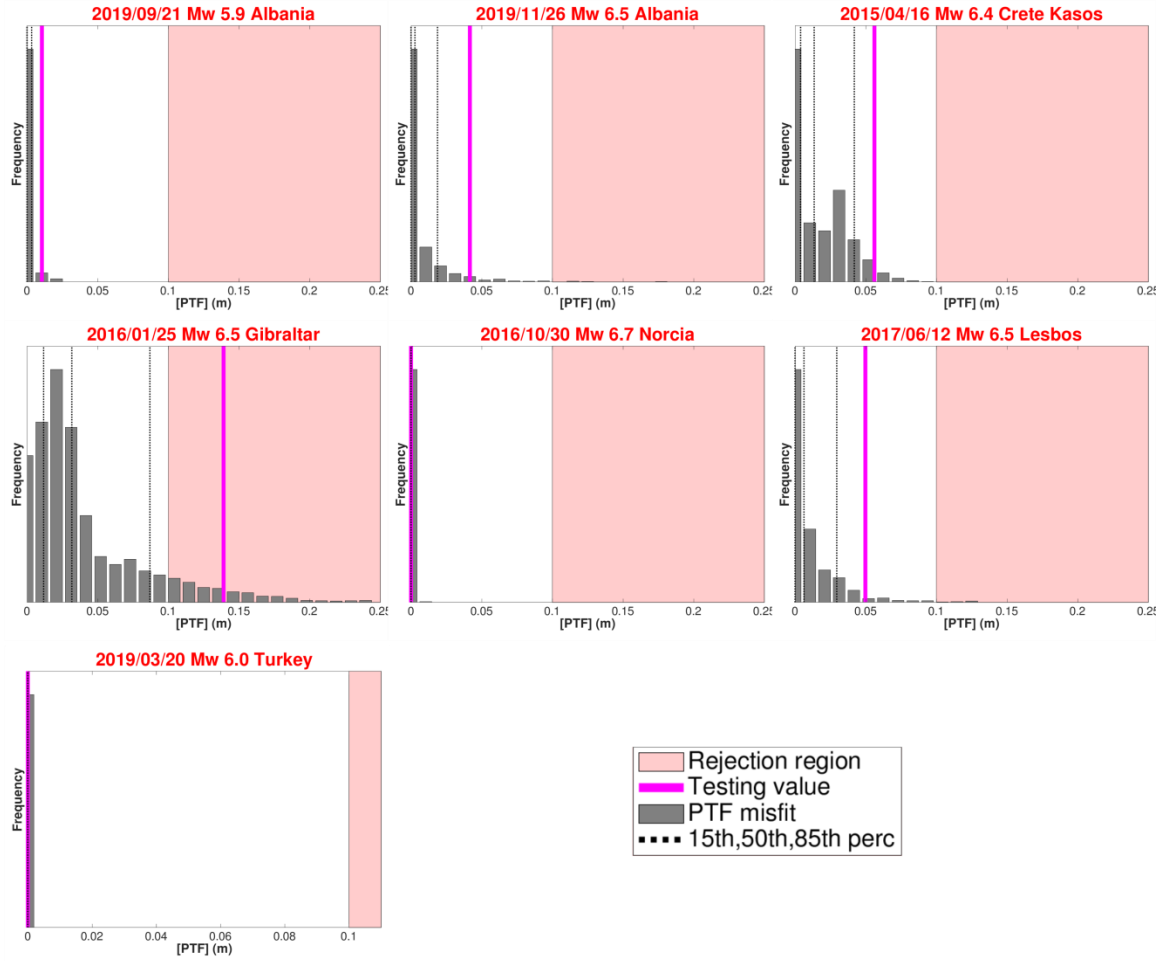 2019/09/21 Mw 5.9 Albania
Frequency
0 0.05 0.1 0.15 0.2 0.25
[PTF] (m)
2019/11/26 Mw 6.5 Albania
Frequency
0 0.05 0.1 0.15 0.2 0.25
[PTF] (m)
2015/04/16 Mw 6.4 Crete Kasos
Frequency
0 0.05 0.1 0.15 0.2 0.25
[PTF] (m)
2016/01/25 Mw 6.5 Gibraltar
Frequency
0 0.05 0.1 0.15 0.2 0.25
[PTF] (m)
2016/10/30 Mw 6.7 Norcia
Frequency
0 0.05 0.1 0.15 0.2 0.25
[PTF] (m)
2017/06/12 Mw 6.5 Lesbos
Frequency
0 0.05 0.1 0.15 0.2 0.25
[PTF] (m)
2019/03/20 Mw 6.0 Turkey
Frequency
0 0.02 0.04 0.06 0.08 0.1
[PTF] (m)
Rejection region
Testing value
PTF misfit
15th,50th,85th perc